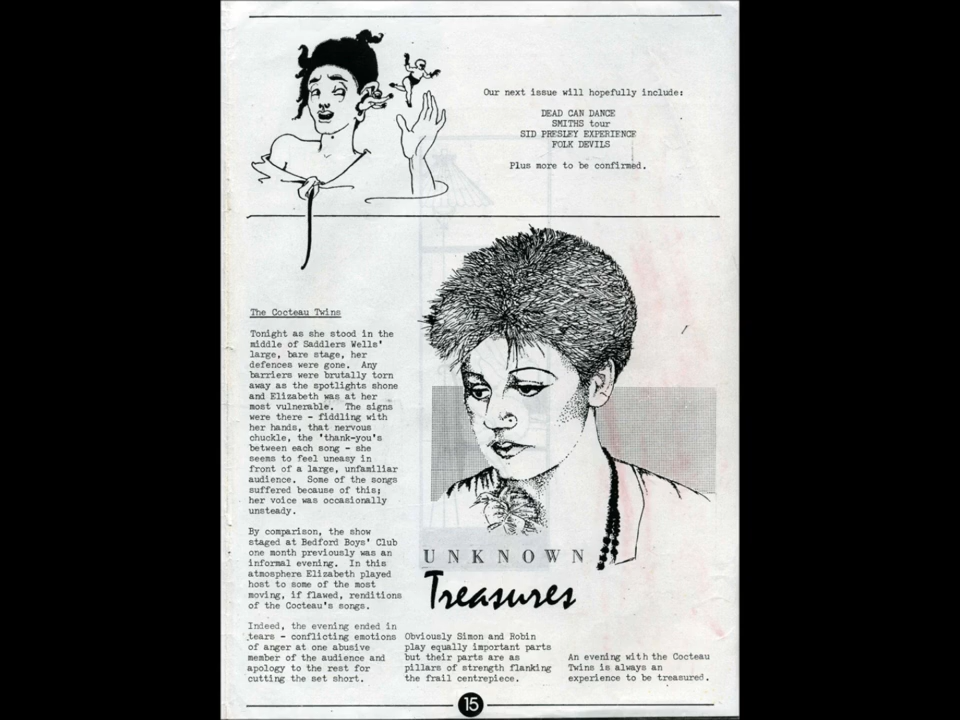 Our next issue will hopefully include:
DEAD CAN DANCE
SMITHS tour
SID PRESLEY EXPERIENCE
FOLK DEVILS
Plus more to be confirmed.
The Cocteau Twins
Tonight as she stood in the
middle of Saddlers Wells'
large, bare stage, her
defences were gone. Any
barriers were brutally torn
away as the spotlights shone
and Elizabeth was at her
most vulnerable. The signs
were there - fiddling with
her hands, that nervous
chuckle, the 'thank-you's
between each song - she
seems to feel uneasy in
front of a large, unfamiliar
audience. Some of the songs
suffered because of this;
her voice was occasionally
unsteady.
By comparison, the show
staged at Bedford Boys' Club
one month previously was an
informal evening. In this
atmosphere Elizabeth played
host to some of the most
moving, if flawed, renditions
of the Cocteau's songs.
Indeed, the evening ended in
tears - conflicting emotions
of anger at one abusive
member of the audience and
apology to the rest for
cutting the set short.
UNKNOWN
Treasures
Obviously Simon and Robin
play equally important parts
but their parts are as
pillars of strength flanking
the frail centrepiece.
An evening with the Cocteau
Twins is always an
experience to be treasured.
15